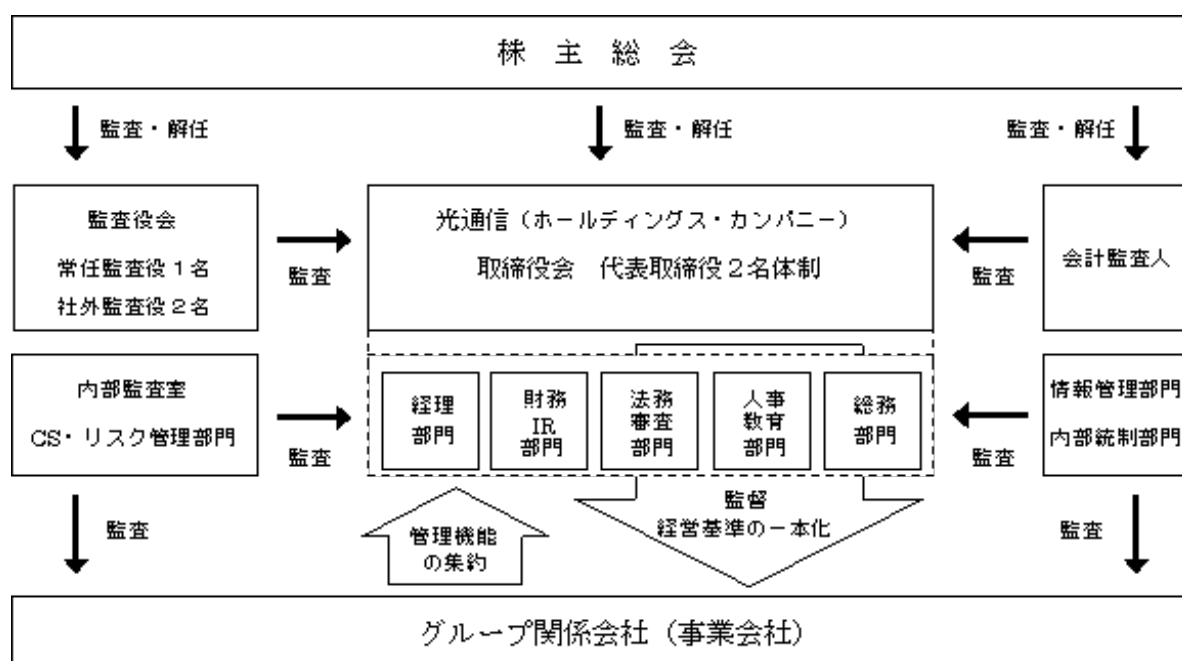 株 主 総 会
監査・解任
監査・解任
監査・解任
監査役会
常任監査役1名
社外監査役2名
監査
光通信(ホールディングス・カンパニー)
取締役会 代表取締役2名体制
監査
会計監査人
内部監査室
CS・リスク管理部門
監査
経理
部門
財務
IR
部門
法務
審査
部門
人事
教育
部門
総務
部門
監査
情報管理部門
内部統制部門
監査
管理機能
の集約
監督
経営基準の一本化
監査
グループ関係会社(事業会社)